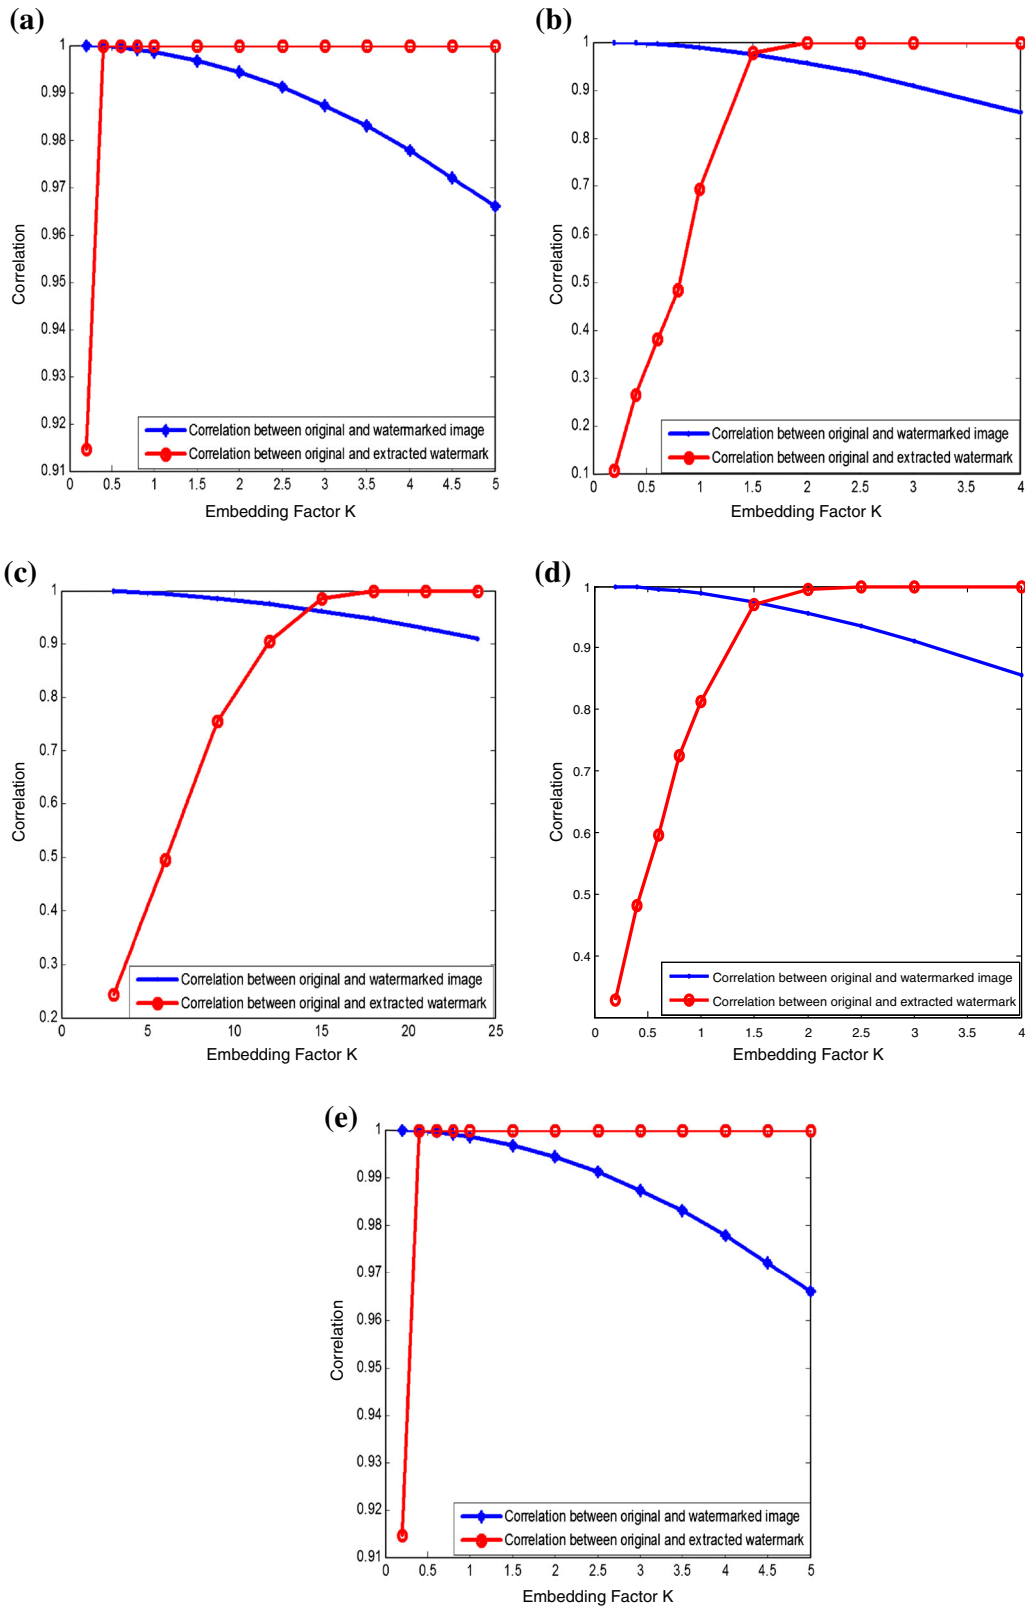 (a)
1
0.99
0.98
0.97
0.96
0.95
0.94
0.93
0.92
0.91
Correlation
Correlation between original and watermarked image
Correlation between original and extracted watermark
0 0.5 1 1.5 2 2.5 3 3.5 4 4.5 5
Embedding Factor K
(b)
1
0.9
0.8
0.7
0.6
0.5
0.4
0.3
0.2
0.1
Correlation
Correlation between original and watermarked image
Correlation between original and extracted watermark
0 0.5 1 1.5 2 2.5 3 3.5 4
Embedding Factor K
(c)
1
0.9
0.8
0.7
0.6
0.5
0.4
0.3
0.2
Correlation
Correlation between original and watermarked image
Correlation between original and extracted watermark
0 5 10 15 20 25
Embedding Factor K
(d)
1
0.9
0.8
0.7
0.6
0.5
0.4
Correlation
Correlation between original and watermarked image
Correlation between original and extracted watermark
0 0.5 1 1.5 2 2.5 3 3.5 4
Embedding Factor K
(e)
1
0.99
0.98
0.97
0.96
0.95
0.94
0.93
0.92
0.91
Correlation
Correlation between original and watermarked image
Correlation between original and extracted watermark
0 0.5 1 1.5 2 2.5 3 3.5 4 4.5 5
Embedding Factor K